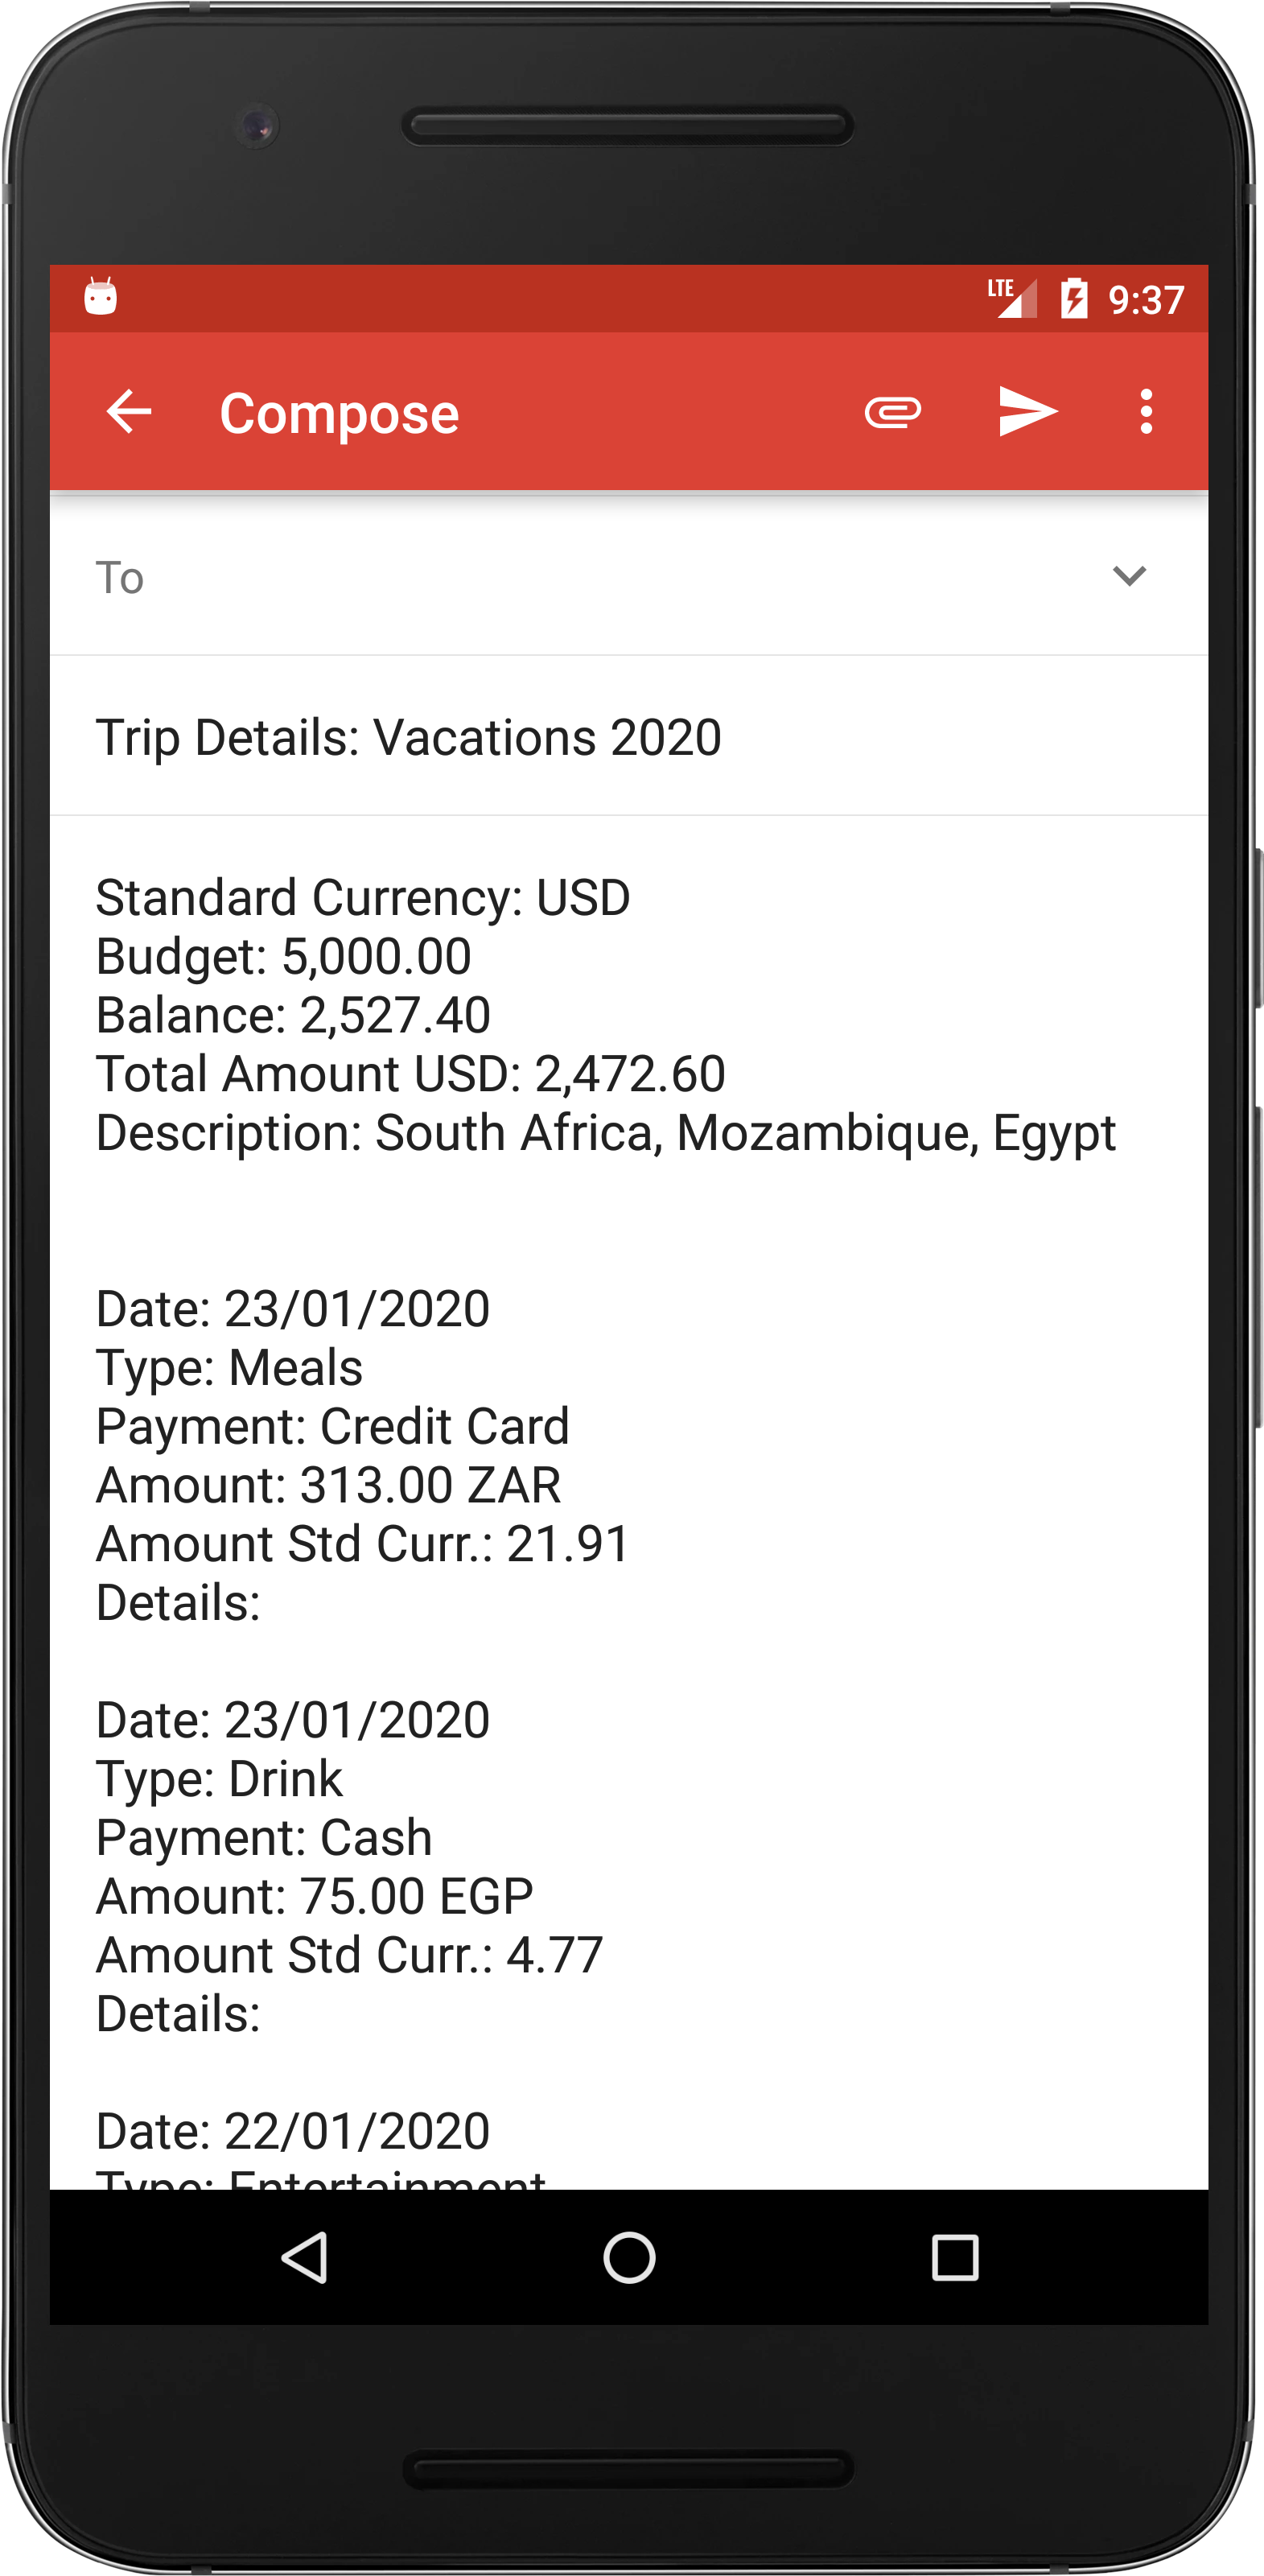 LTE 9:37
Compose
To
Trip Details: Vacations 2020
Standard Currency: USD
Budget: 5,000.00
Balance: 2,527.40
Total Amount USD: 2,472.60
Description: South Africa, Mozambique, Egypt
Date: 23/01/2020
Type: Meals
Payment: Credit Card
Amount: 313.00 ZAR
Amount Std Curr.: 21.91
Details:
Date: 23/01/2020
Type: Drink
Payment: Cash
Amount: 75.00 EGP
Amount Std Curr.: 4.77
Details:
Date: 22/01/2020
Type: Entertainment